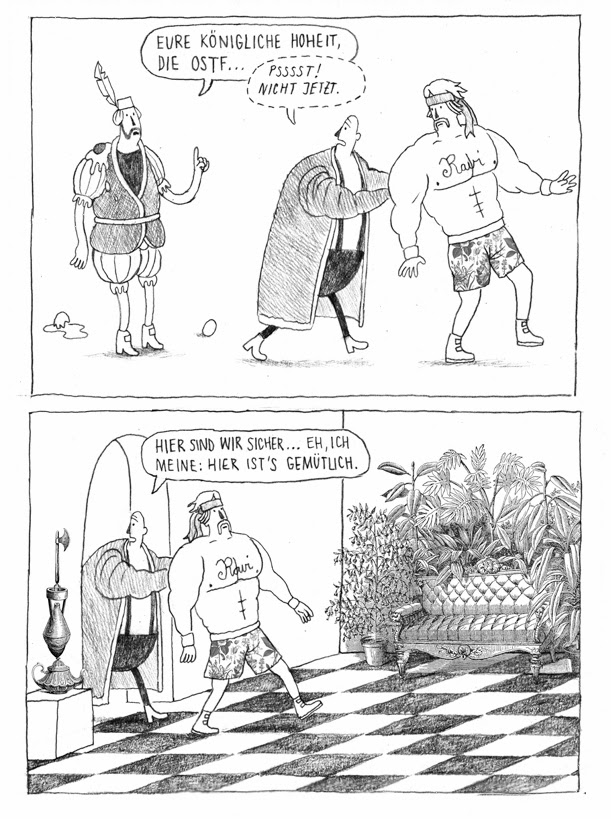 EURE KÖNIGLICHE HOHEIT,
DIE OSTF...
PSSSST!
NICHT JETZT.
Ravi
HIER SIND WIR SICHER... EH, ICH
MEINE: HIER IST'S GEMÜTLICH.
Ravi